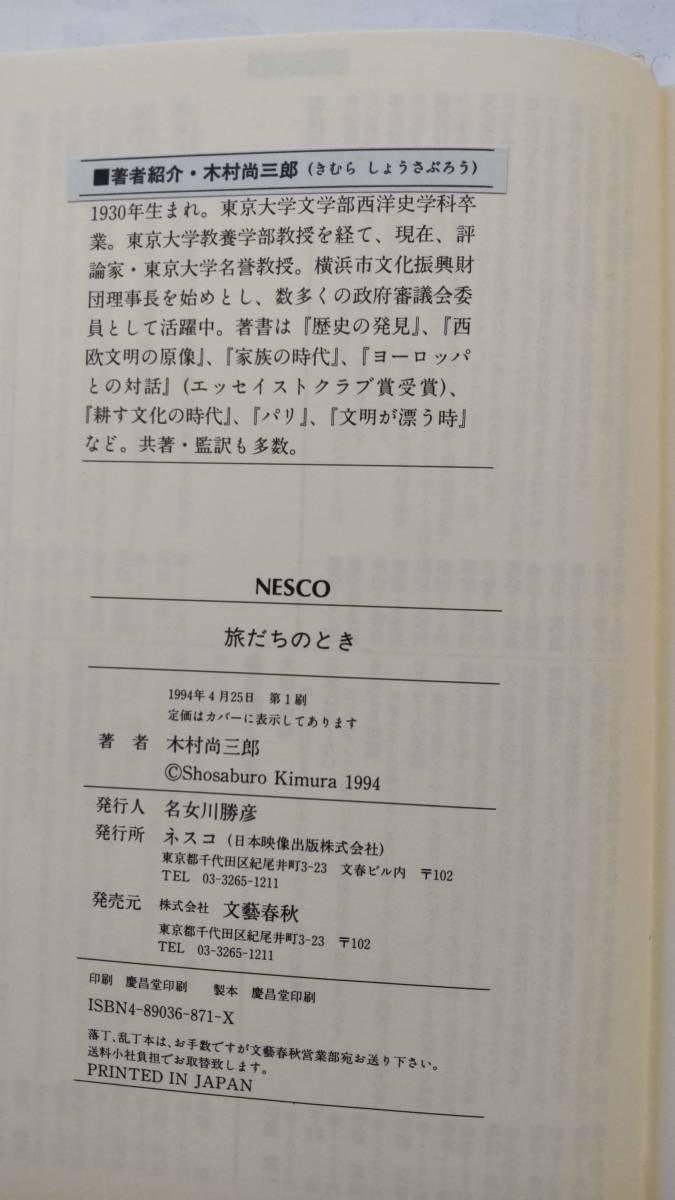 ■著者紹介・木村尚三郎(きむら しょうさぶろう)
1930年生まれ。東京大学文学部西洋史学科卒
業。東京大学教養学部教授を経て、現在、評
論家・東京大学名誉教授。横浜市文化振興財
団理事長を始めとし、数多くの政府審議会委
員として活躍中。著書は『歴史の発見』、『西
欧文明の原像』、『家族の時代』、『ヨーロッパ
との対話』(エッセイストクラブ賞受賞)、
『耕す文化の時代』、『パリ』、『文明が漂う時』
など。共著・監訳も多数。
NESCO
旅だちのとき
1994年4月25日 第1刷
定価はカバーに表示してあります
著 者 木村尚三郎
©Shosaburo Kimura 1994
発行人 名女川勝彦
発行所 ネスコ(日本映像出版株式会社)
東京都千代田区紀尾井町3-23 文春ビル内 〒102
TEL 03-3265-1211
発売元 株式会社 文藝春秋
東京都千代田区紀尾井町3-23 〒102
TEL 03-3265-1211
印刷 慶昌堂印刷 製本 慶昌堂印刷
ISBN4-89036-871-X
落丁、乱丁本は、お手数ですが文藝春秋営業部宛お送り下さい。
送料小社負担でお取替致します。
PRINTED IN JAPAN